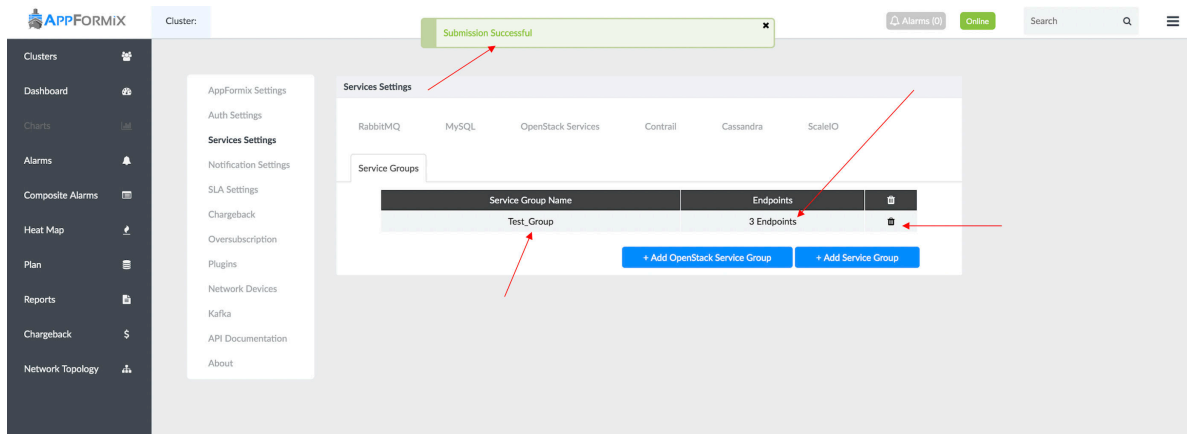 APPFORMIX
Cluster:
Submission Successful
Alarms (0)
Online
Search
Clusters
Dashboard
Charts
Alarms
Composite Alarms
Heat Map
Plan
Reports
Chargeback
Network Topology
AppFormix Settings
Auth Settings
Services Settings
Notification Settings
SLA Settings
Chargeback
Oversubscription
Plugins
Network Devices
Kafka
API Documentation
About
Services Settings
RabbitMQ MySQL OpenStack Services Contrail Cassandra ScaleIO
Service Groups
Service Group Name Endpoints
Test_Group 3 Endpoints
+ Add OpenStack Service Group + Add Service Group